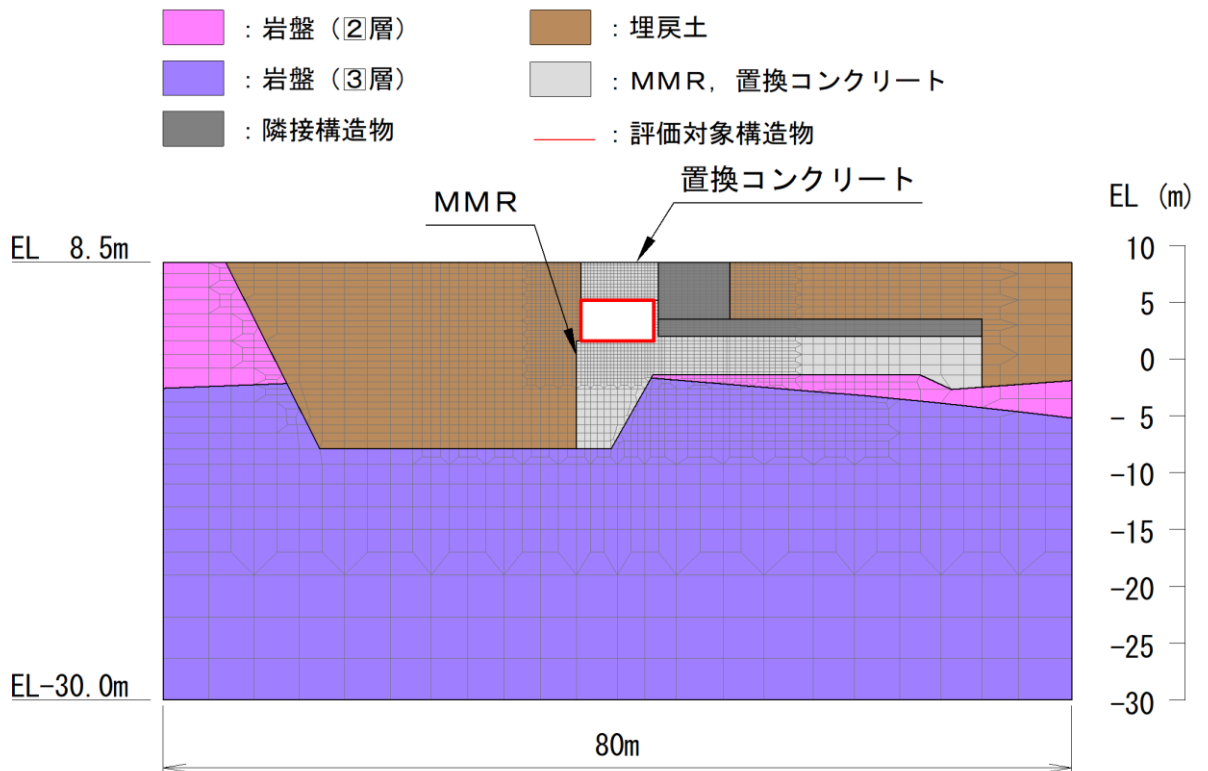 ：岩盤（2層）
：埋戻土
：岩盤（3層）
：ＭＭＲ，置換コンクリート
：隣接構造物
：評価対象構造物
置換コンクリート
ＭＭＲ
EL (m)
EL 8.5m
10
5
0
- 5
-10
-15
-20
-25
EL-30.0m
-30
80m